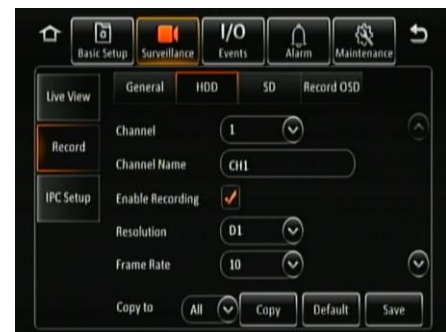 Basic Setup
Surveillance
I/O
Events
Alarm
Maintenance
Live View
Record
IPC Setup
General HDD SD Record OSD
Channel 1
Channel Name CH1
Enable Recording
Resolution D1
Frame Rate 10
Copy to All Copy Default Save